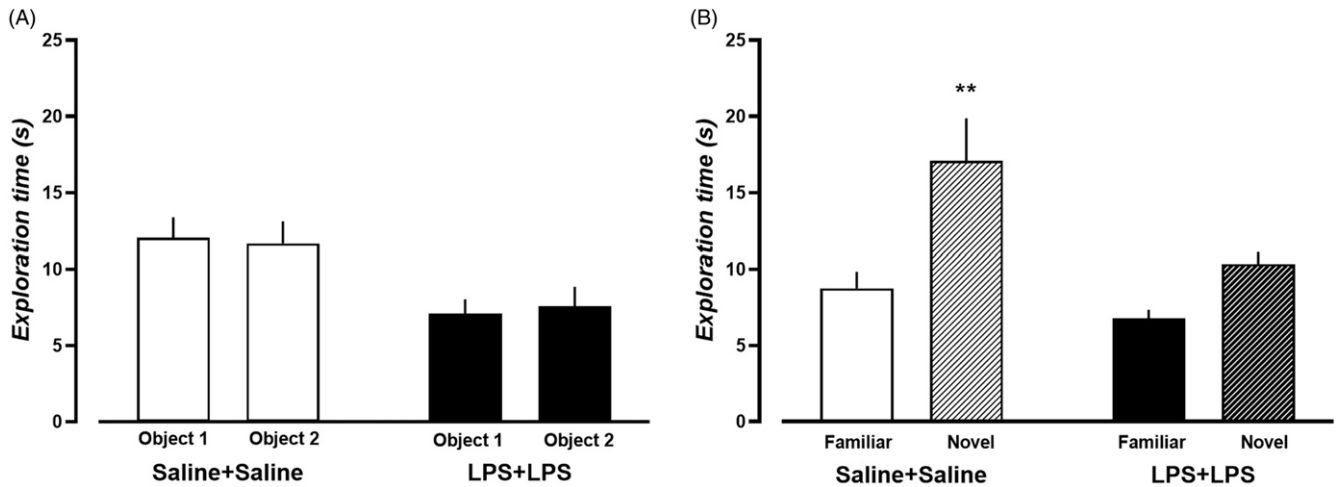 (A)
25
20
15
10
5
0
Exploration time (s)
Object 1 Object 2 Object 1 Object 2
Saline+Saline LPS+LPS
(B)
25
20
15
10
5
0
Exploration time (s)
**
Familiar Novel Familiar Novel
Saline+Saline LPS+LPS